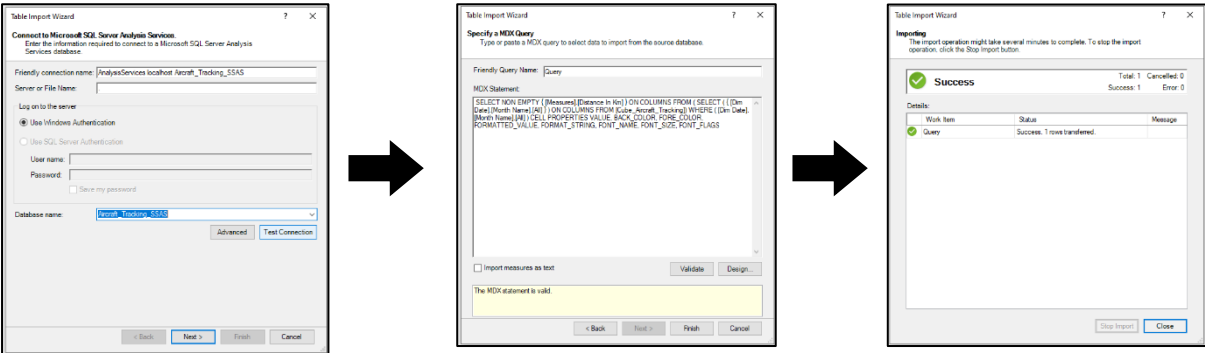 Table Import Wizard
? X
Connect to Microsoft SQL Server Analysis Services.
Enter the information required to connect to a Microsoft SQL Server Analysis
Services database.
Friendly connection name: AnalysisServices localhost Aircraft_Tracking_SSAS
Server or File Name:
Log on to the server
Use Windows Authentication
Use SQL Server Authentication
User name:
Password:
Save my password
Database name: Aircraft_Tracking_SSAS
Advanced
Test Connection
< Back
Next >
Finish
Cancel
Table Import Wizard
? X
Specify a MDX Query
Type or paste a MDX query to select data to import from the source database.
Friendly Query Name: Query
MDX Statement:
SELECT NON EMPTY { [Measures].[Distance In Km] } ON COLUMNS FROM ( SELECT ( { [Dim
Date].[Month Name].[All] } ) ON COLUMNS FROM [Cube_Aircraft_Tracking]) WHERE ( [Dim Date].
[Month Name].[All] ) CELL PROPERTIES VALUE, BACK_COLOR, FORE_COLOR,
FORMATTED_VALUE, FORMAT_STRING, FONT_NAME, FONT_SIZE, FONT_FLAGS
Import measures as text
Validate
Design...
The MDX statement is valid.
< Back
Next >
Finish
Cancel
Table Import Wizard
? X
Importing
The import operation might take several minutes to complete. To stop the import
operation, click the Stop Import button.
Success
Total: 1 Cancelled: 0
Success: 1 Error: 0
Details:
Work Item Status Message
Query Success. 1 rows transferred.
Stop Import
Close